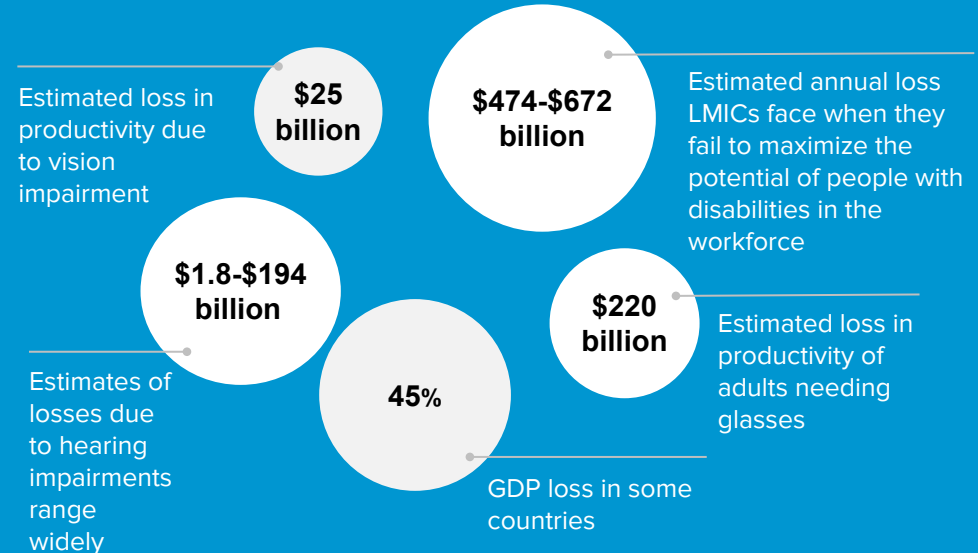 $25
billion
Estimated loss in
productivity due
to vision
impairment
$474-$672
billion
Estimated annual loss
LMICs face when they
fail to maximize the
potential of people with
disabilities in the
workforce
$1.8-$194
billion
Estimates of
losses due
to hearing
impairments
range
widely
45%
GDP loss in some
countries
$220
billion
Estimated loss in
productivity of
adults needing
glasses